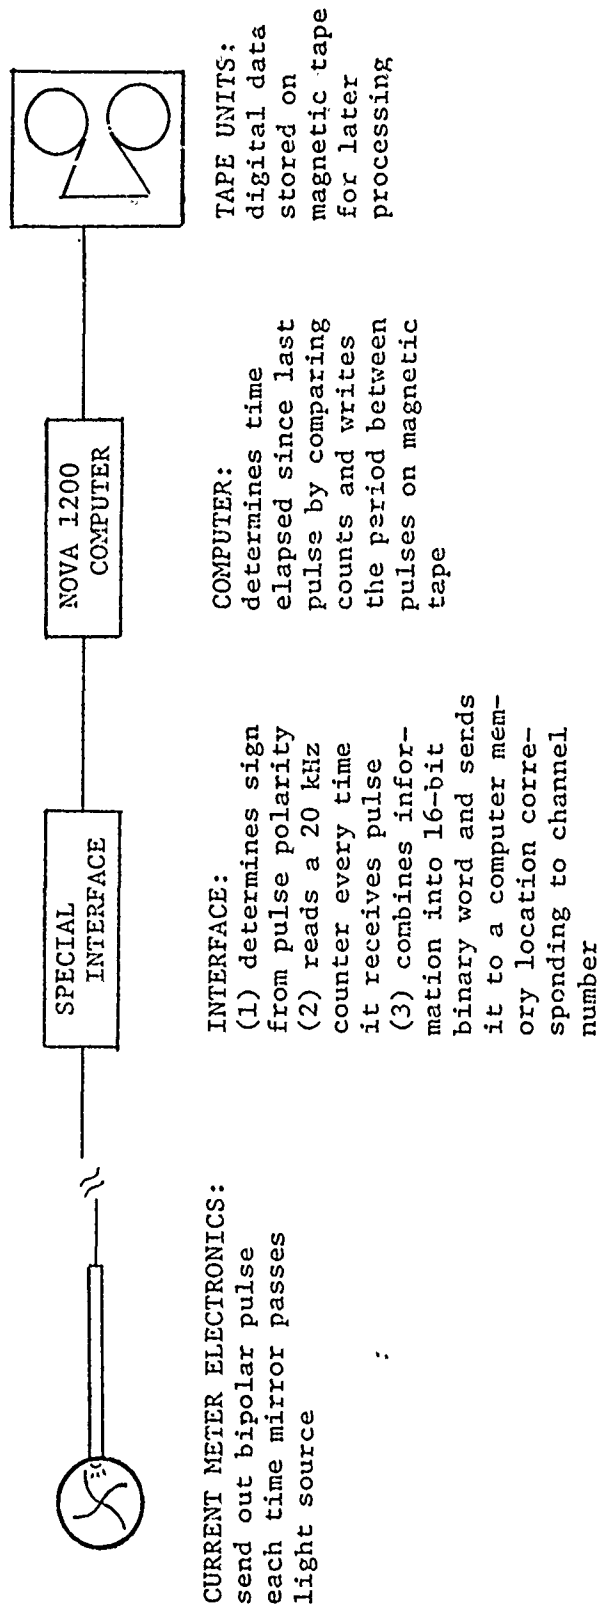 SPECIAL
INTERFACE
NOVA 1200
COMPUTER
CURRENT METER ELECTRONICS:
send out bipolar pulse
each time mirror passes
light source
INTERFACE:
(1) determines sign
from pulse polarity
(2) reads a 20 kHz
counter every time
it receives pulse
(3) combines infor-
mation into 16-bit
binary word and sends
it to a computer mem-
ory location corre-
sponding to channel
number
COMPUTER:
determines time
elapsed since last
pulse by comparing
counts and writes
the period between
pulses on magnetic
tape
TAPE UNITS:
digital data
stored on
magnetic tape
for later
processing